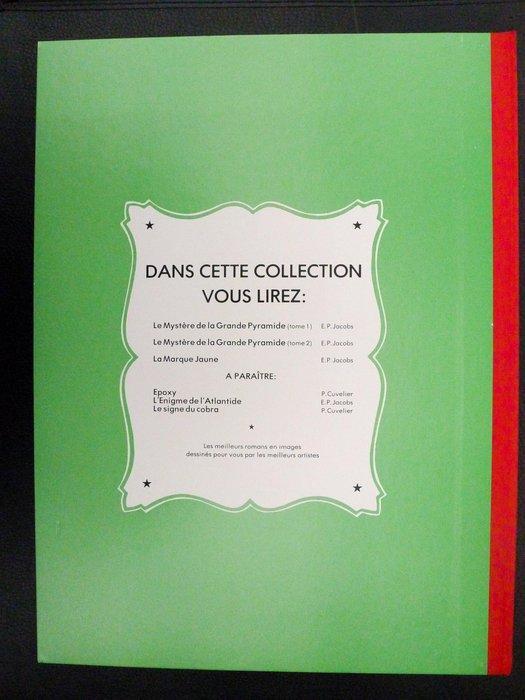 DANS CETTE COLLECTION
VOUS LIREZ:
Le Mystère de la Grande Pyramide (tome 1) E.P. Jacobs
Le Mystère de la Grande Pyramide (tome 2) E.P. Jacobs
La Marque Jaune E.P. Jacobs
A PARAÎTRE:
Epoxy P. Cuvelier
L'Enigme de l'Atlantide E.P. Jacobs
Le signe du cobra P. Cuvelier
Les meilleurs romans en images
dessinés pour vous par les meilleurs artistes